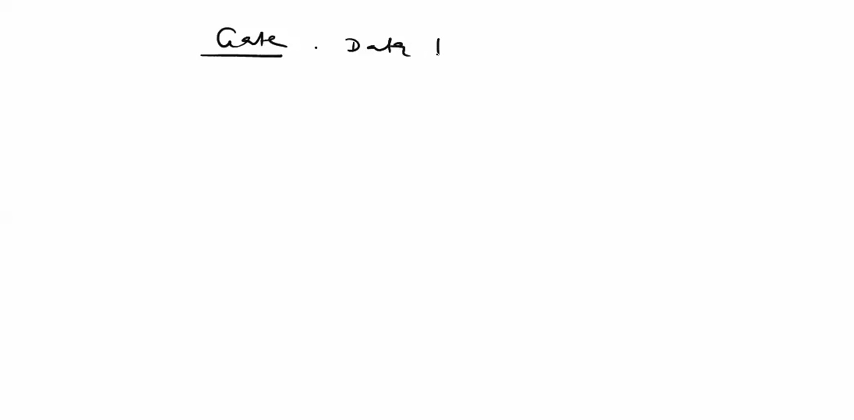 Gate . Data |